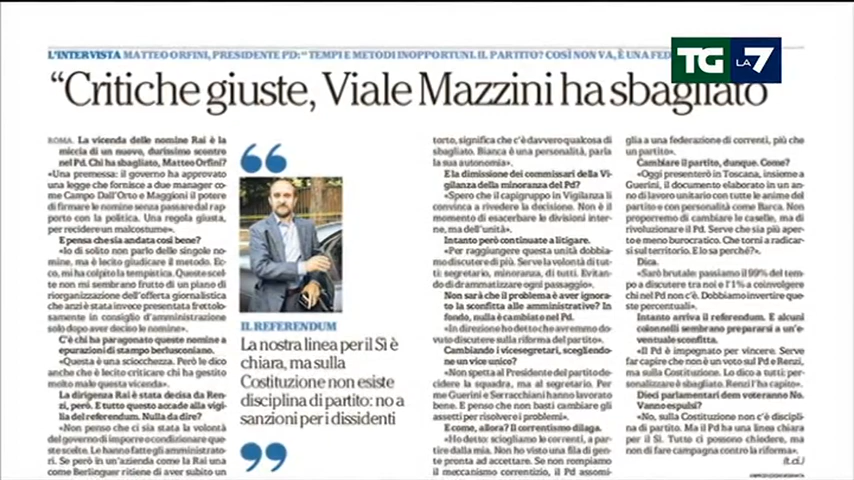 L'INTERVISTA MATTEO ORFINI, PRESIDENTE PD: "TEMPI E METODI INOPPORTUNI. IL PARTITO? COSÌ NON VA, È UNA FED
TG LA7
"Critiche giuste, Viale Mazzini ha sbagliato"
ROMA. La vicenda delle nomine Rai è la
miccia di un nuovo, durissimo scontro
nel Pd. Chi ha sbagliato, Matteo Orfini?
«Una premessa: il governo ha approvato
una legge che fornisce a due manager co-
me Campo Dall'Orto e Maggioni il potere
di firmare le nomine senza passare dal rap-
porto con la politica. Una regola giusta,
per recidere un malcostume».
E pensa che sia andata così bene?
«Io di solito non parlo delle singole no-
mine, ma è lecito giudicare il metodo. Ec-
co, mi ha colpito la tempistica. Queste scel-
te non mi sembrano frutto di un piano di
riorganizzazione dell'offerta giornalistica
che anzi è stata invece presentata frettolo-
samente in consiglio d'amministrazione
solo dopo aver deciso le nomine».
C'è chi ha paragonato queste nomine a
epurazioni di stampo berlusconiano.
«Questa è una sciocchezza. Però le dico
anche che è lecito criticare chi ha gestito
molto male questa vicenda».
La dirigenza Rai è stata decisa da Ren-
zi, però. E tutto questo accade alla vigi-
lia del referendum. Nulla da dire?
«Non penso che ci sia stata la volontà
del governo di imporre o condizionare que-
ste scelte. Le hanno fatte gli amministrato-
ri. Se però in un'azienda come la Rai una
come Berlinguer ritiene di aver subito un
“
IL REFERENDUM
La nostra linea per il Sì è
chiara, ma sulla
Costituzione non esiste
disciplina di partito: no a
sanzioni per i dissidenti
”
torto, significa che c'è davvero qualcosa di
sbagliato. Bianca è una personalità, parla
la sua autonomia».
E la dimissione dei commissari della Vi-
gilanza della minoranza del Pd?
«Spero che il capigruppo in Vigilanza li
convinca a rivedere la decisione. Non è il
momento di esacerbare le divisioni inter-
ne, ma dell'unità».
Intanto però continuate a litigare.
«Per raggiungere questa unità dobbia-
mo discutere di più. Serve la volontà di tut-
ti: segretario, minoranza, di tutti. Evitan-
do di drammatizzare ogni passaggio».
Non sarà che il problema è aver ignora-
to la sconfitta alle amministrative? In
fondo, nulla è cambiato nel Pd.
«In direzione ho detto che avremmo do-
vuto discutere sulla riforma del partito».
Cambiando i vicesegretari, scegliendo-
ne un vice unico?
«Non spetta al Presidente del partito de-
cidere la squadra, ma al segretario. Per
me Guerini e Serracchiani hanno lavorato
bene. E penso che non basti cambiare gli
assetti per risolvere i problemi».
E come, allora? Il correntismo dilaga.
«Ho detto: sciogliamo le correnti, a par-
tire dalla mia. Non ho visto una fila di gen-
te pronta ad accettare. Se non rompiamo
il meccanismo correntizio, il Pd assomi-
glia a una federazione di correnti, più che
un partito».
Cambiare il partito, dunque. Come?
«Oggi presenterò in Toscana, insieme
a Guerini, il documento elaborato in un an-
no di lavoro unitario con tutte le anime del
partito e con personalità come Barca. Non
proporremo di cambiare le caselle, ma di
rivoluzionare il Pd. Serve che sia più aper-
to e meno burocratico. Che torni a radicar-
si sul territorio. E lo sa perché?».
Dica.
«Sarò brutale: passiamo il 99% del tem-
po a discutere tra noi e l'1% a coinvolgere
chi nel Pd non c'è. Dobbiamo invertire que-
ste percentuali».
Intanto arriva il referendum. E alcuni
colonnelli sembrano prepararsi a un'e-
ventuale sconfitta.
«Il Pd è impegnato per vincere. Serve
far capire che non è un voto sul Pd e Renzi,
ma sulla Costituzione. Lo dico a tutti: per-
sonalizzare è sbagliato. Renzi l'ha capito».
Dieci parlamentari dem voteranno No.
Vanno espulsi?
«No, sulla Costituzione non c'è discipli-
na di partito. Ma il Pd ha una linea chiara
per il Sì. Tutto ci possono chiedere, ma
non di fare campagna contro la riforma».
(t.ci.)